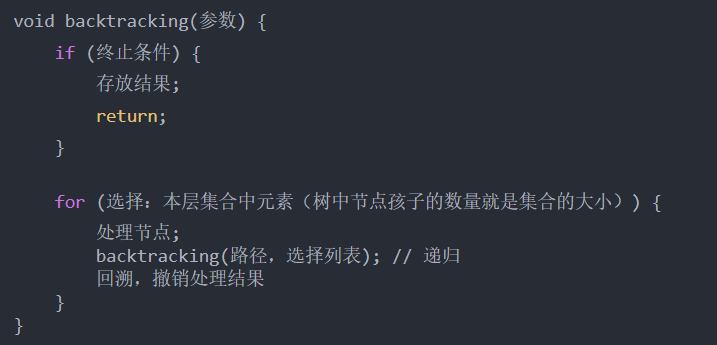 void backtracking(参数) {
    if (终止条件) {
        存放结果;
        return;
    }

    for (选择：本层集合中元素（树中节点孩子的数量就是集合的大小）) {
        处理节点;
        backtracking(路径，选择列表); // 递归
        回溯，撤销处理结果
    }
}